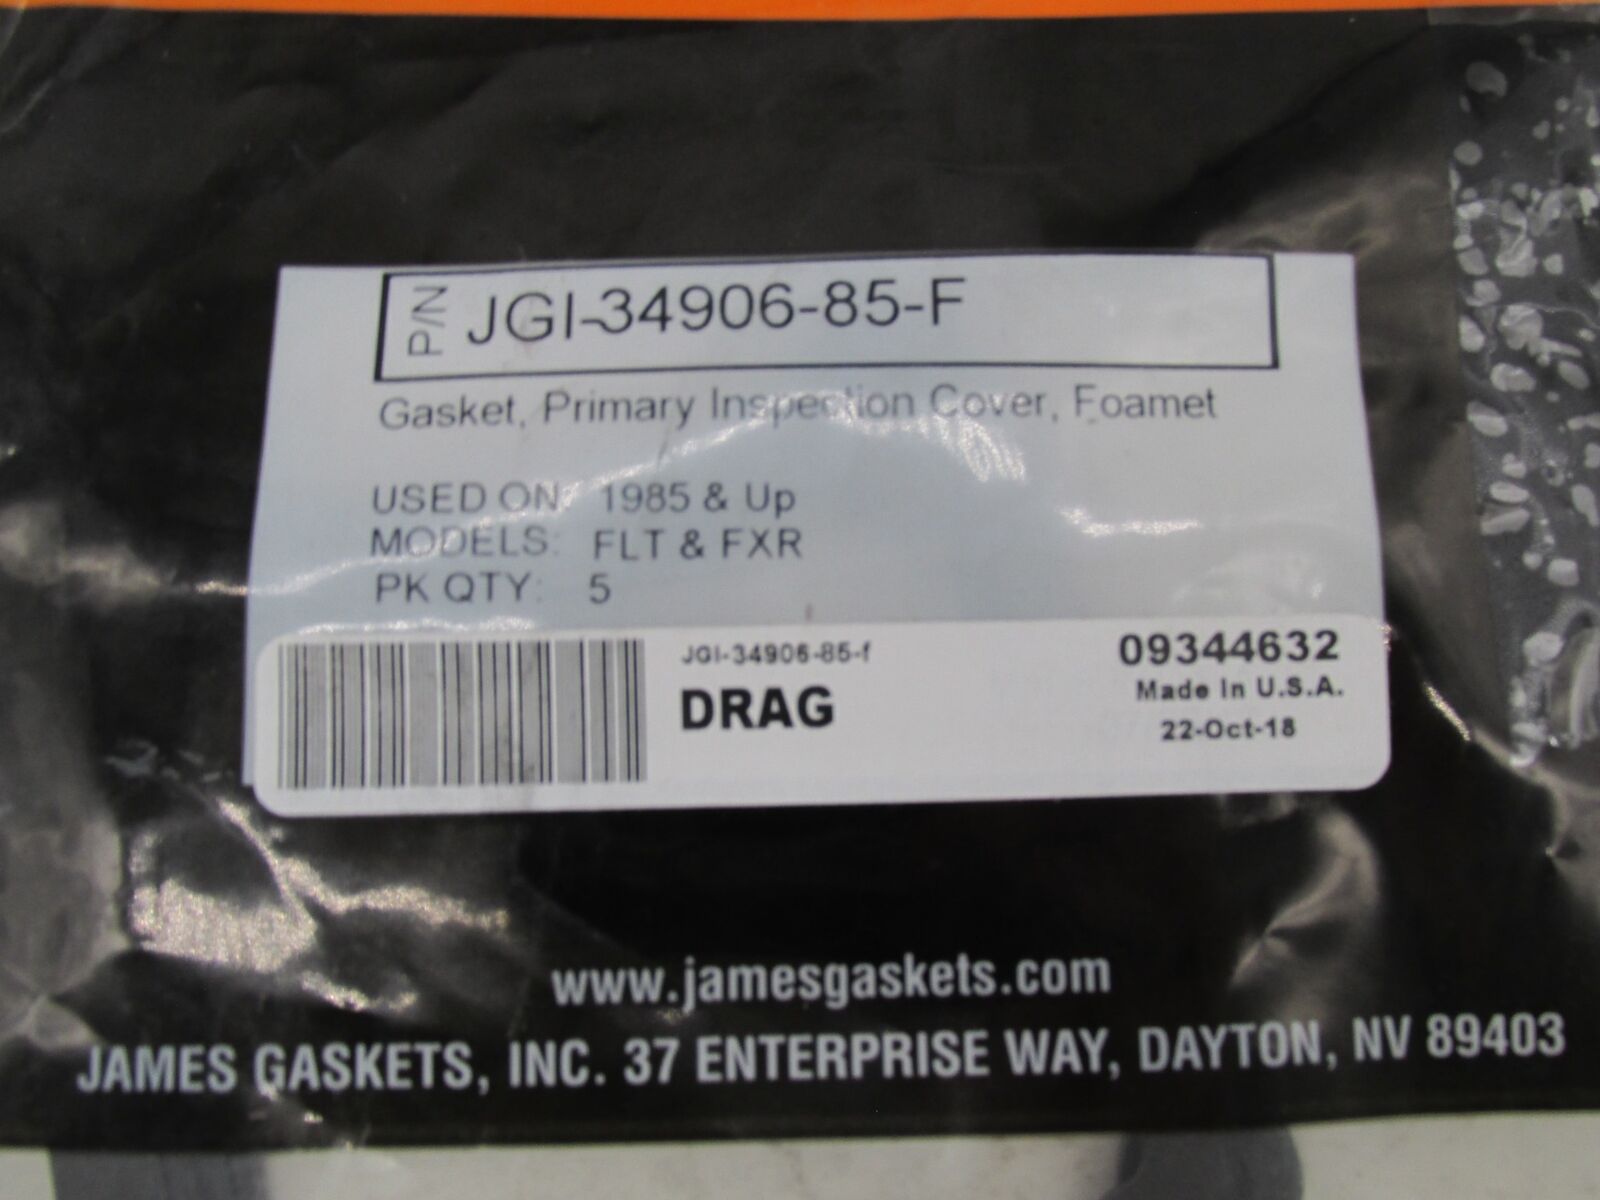 P/N JGI-34906-85-F
Gasket, Primary Inspection Cover, Foamet
USED ON: 1985 & Up
MODELS: FLT & FXR
PK QTY: 5
JGI-34906-85-f
DRAG
09344632
Made In U.S.A.
22-Oct-18
www.jamesgaskets.com
JAMES GASKETS, INC. 37 ENTERPRISE WAY, DAYTON, NV 89403